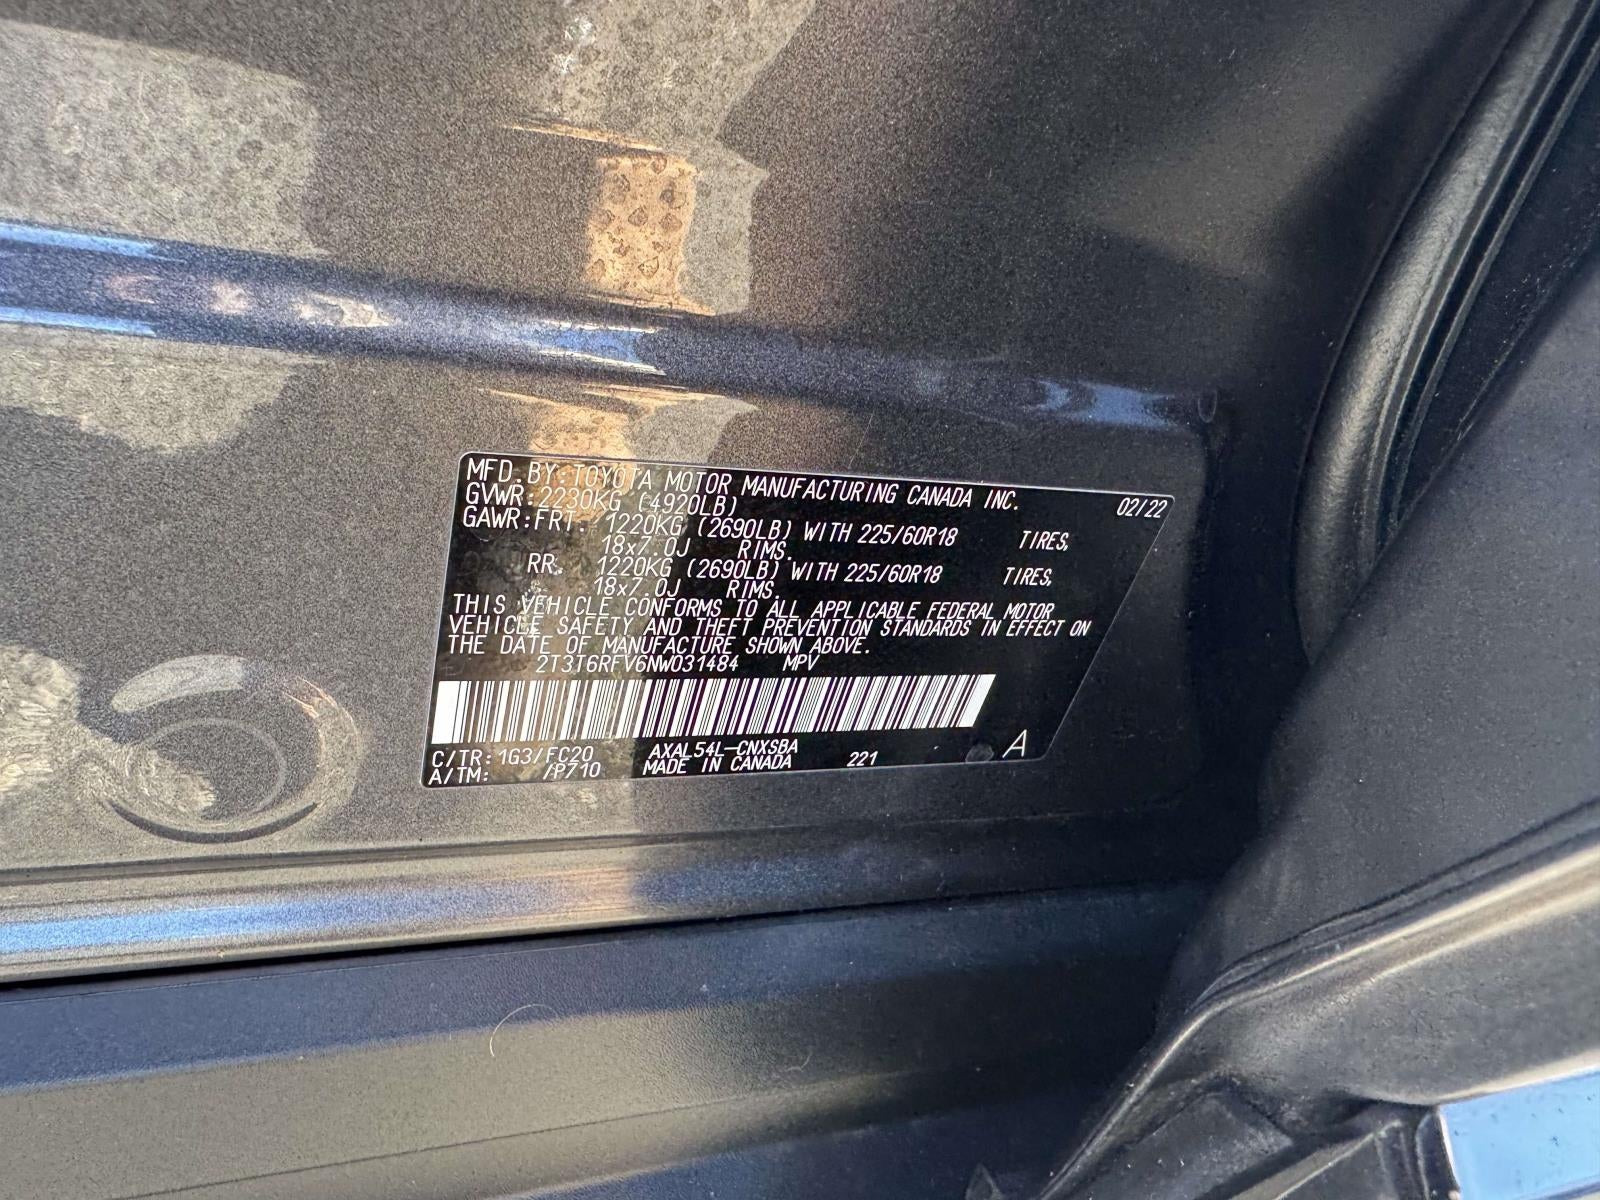 MFD.BY:TOYOTA MOTOR MANUFACTURING CANADA INC. 02/22
GVWR:2230KG (4920LB)
GAWR:FRT. 1220KG (2690LB) WITH 225/60R18 TIRES,
18x7.0J RIMS.
RR. 1220KG (2690LB) WITH 225/60R18 TIRES,
18x7.0J RIMS.
THIS VEHICLE CONFORMS TO ALL APPLICABLE FEDERAL MOTOR
VEHICLE SAFETY AND THEFT PREVENTION STANDARDS IN EFFECT ON
THE DATE OF MANUFACTURE SHOWN ABOVE.
2T3T6RFV6NW031484 MPV
C/TR:1G3/FC20 AXAL54L-CNXSBA 221 A
A/TM: /P710 MADE IN CANADA